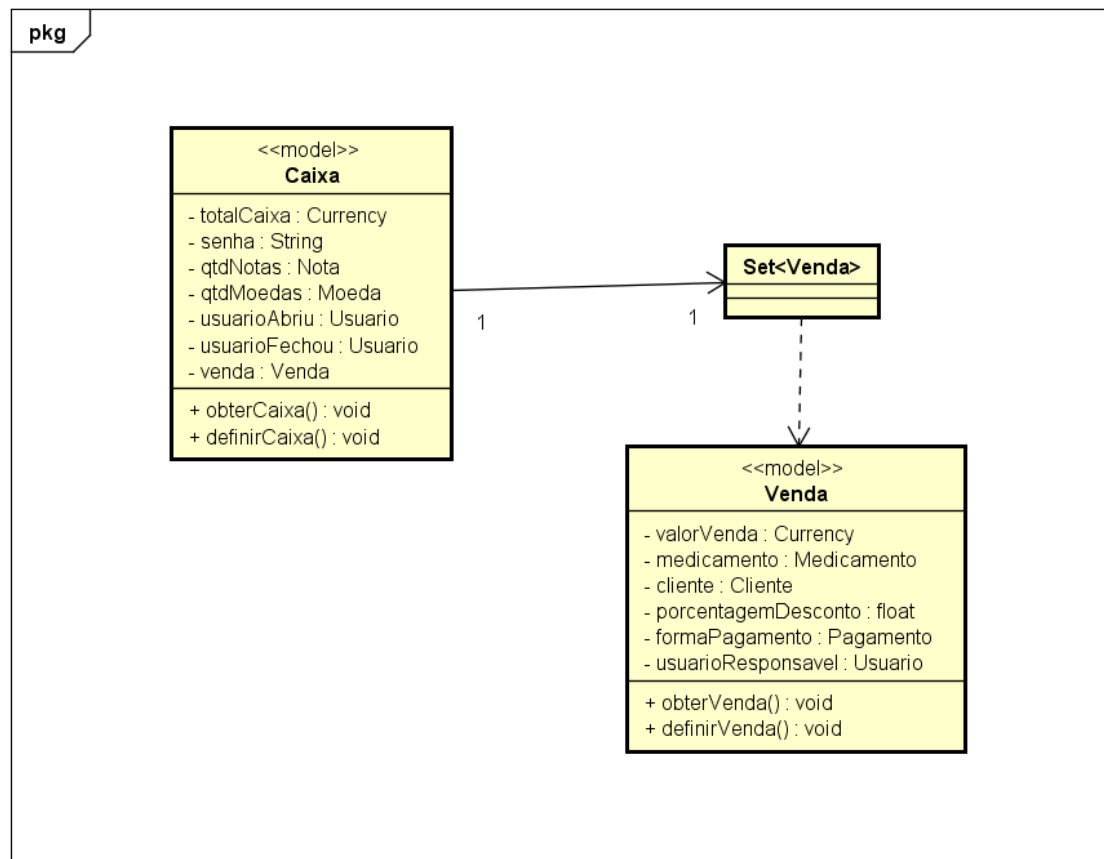 pkg
<<model>>
Caixa
- totalCaixa : Currency
- senha : String
- qtdNotas : Nota
- qtdMoedas : Moeda
- usuarioAbriu : Usuario
- usuarioFechou : Usuario
- venda : Venda
+ obterCaixa() : void
+ definirCaixa() : void
1
1
Set<Venda>
<<model>>
Venda
- valorVenda : Currency
- medicamento : Medicamento
- cliente : Cliente
- porcentagemDesconto : float
- formaPagamento : Pagamento
- usuarioResponsavel : Usuario
+ obterVenda() : void
+ definirVenda() : void